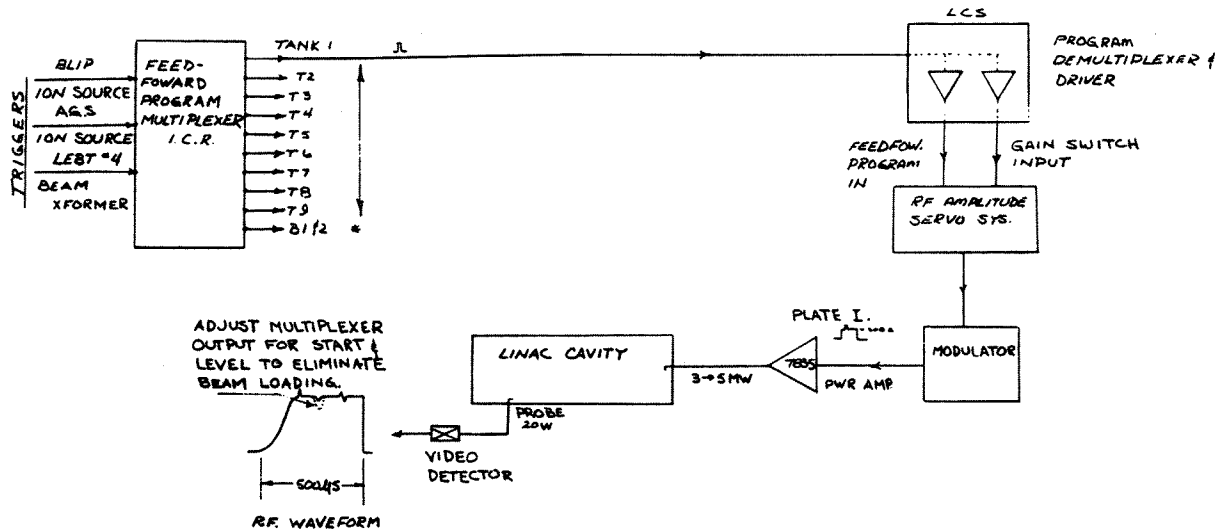 TRIGGERS
BLIP
ION SOURCE
AGS
ION SOURCE
LEBT #4
BEAM
XFORMER
FEED-
FOWARD
PROGRAM
MULTIPLEXER
I.C.R.
TANK 1
T2
T3
T4
T5
T6
T7
T8
T9
B1/2 *
LCS
PROGRAM
DEMULTIPLEXER &
DRIVER
FEEDFOW.
PROGRAM
IN
GAIN SWITCH
INPUT
RF AMPLITUDE
SERVO SYS.
MODULATOR
PLATE I.
7835
PWR AMP.
3→5MW
LINAC CAVITY
PROBE
20W
VIDEO
DETECTOR
ADJUST MULTIPLEXER
OUTPUT FOR START &
LEVEL TO ELIMINATE
BEAM LOADING.
500µS
R.F. WAVEFORM